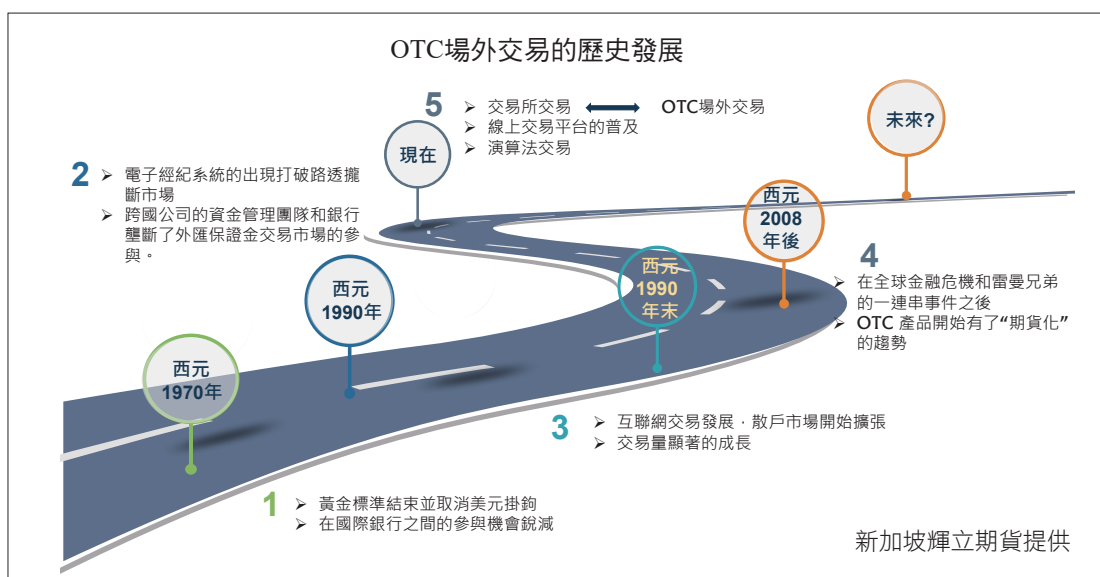 OTC場外交易的歷史發展
5
➢ 交易所交易 ⟷ OTC場外交易
➢ 線上交易平台的普及
➢ 演算法交易
現在
未來?
2
➢ 電子經紀系統的出現打破路透攏
斷市場
➢ 跨國公司的資金管理團隊和銀行
壟斷了外匯保證金交易市場的參
與。
西元
2008
年後
4
➢ 在全球金融危機和雷曼兄弟
的一連串事件之後
➢ OTC 產品開始有了“期貨化”
的趨勢
西元
1990
年末
西元
1990年
西元
1970年
3
➢ 互聯網交易發展，散戶市場開始擴張
➢ 交易量顯著的成長
1
➢ 黃金標準結束並取消美元掛鉤
➢ 在國際銀行之間的參與機會銳減
新加坡輝立期貨提供